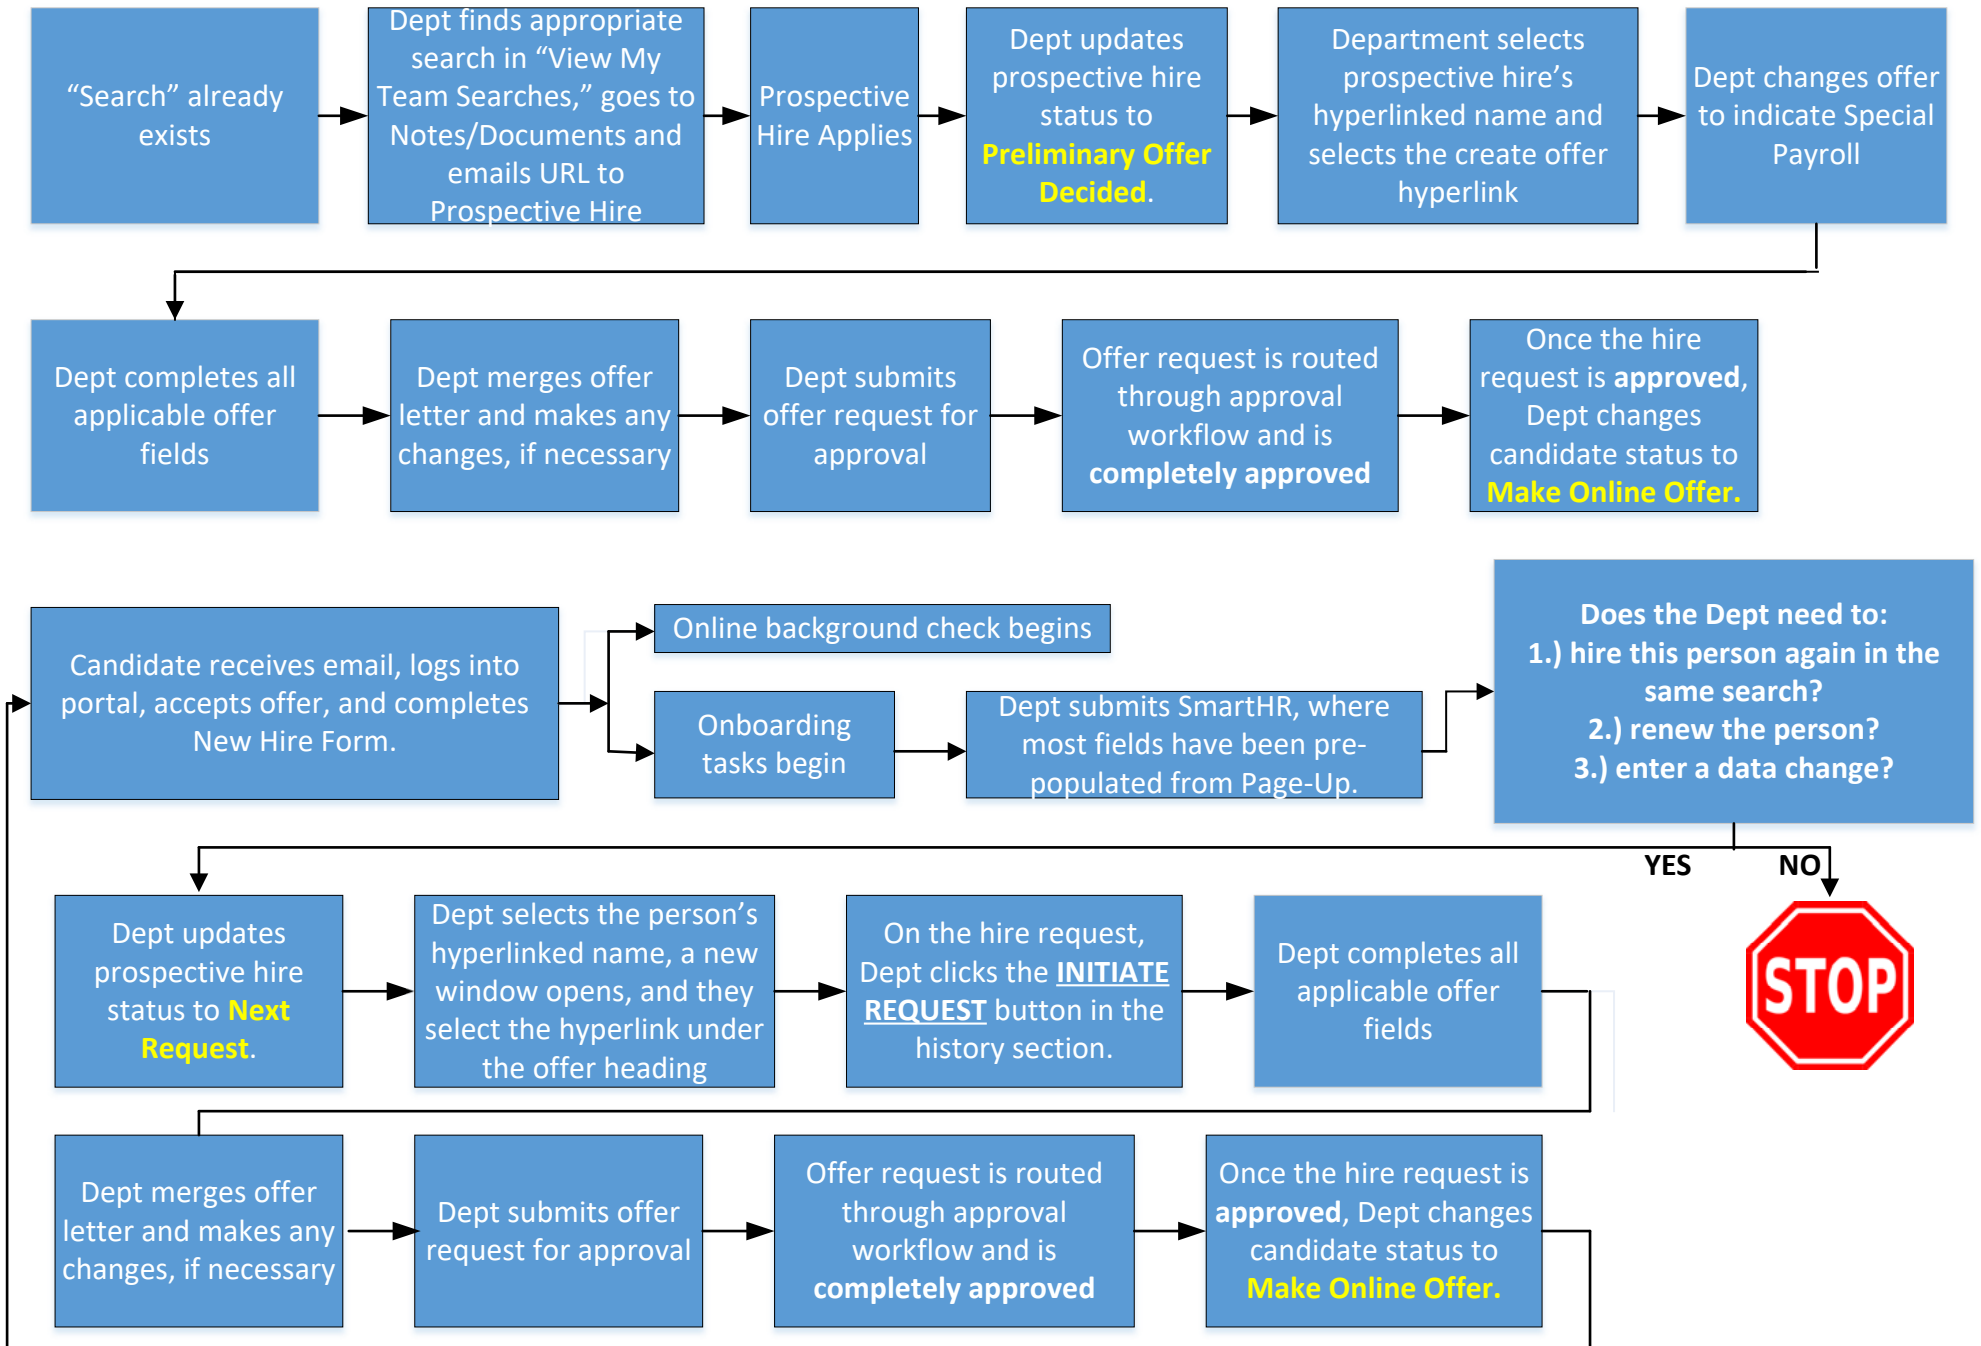 “Search” already
exists
Dept finds appropriate
search in “View My
Team Searches,” goes to
Notes/Documents and
emails URL to
Prospective Hire
Prospective
Hire Applies
Dept updates
prospective hire
status to
Preliminary Offer
Decided.
Department selects
prospective hire’s
hyperlinked name and
selects the create offer
hyperlink
Dept changes offer
to indicate Special
Payroll
Dept completes all
applicable offer
fields
Dept merges offer
letter and makes any
changes, if necessary
Dept submits
offer request for
approval
Offer request is routed
through approval
workflow and is
completely approved
Once the hire
request is approved,
Dept changes
candidate status to
Make Online Offer.
Candidate receives email, logs into
portal, accepts offer, and completes
New Hire Form.
Online background check begins
Onboarding
tasks begin
Dept submits SmartHR, where
most fields have been pre-
populated from Page-Up.
Does the Dept need to:
1.) hire this person again in the
same search?
2.) renew the person?
3.) enter a data change?
YES
NO
Dept updates
prospective hire
status to Next
Request.
Dept selects the person’s
hyperlinked name, a new
window opens, and they
select the hyperlink under
the offer heading
On the hire request,
Dept clicks the INITIATE
REQUEST button in the
history section.
Dept completes all
applicable offer
fields
STOP
Dept merges offer
letter and makes any
changes, if necessary
Dept submits offer
request for approval
Offer request is routed
through approval
workflow and is
completely approved
Once the hire request is
approved, Dept changes
candidate status to
Make Online Offer.